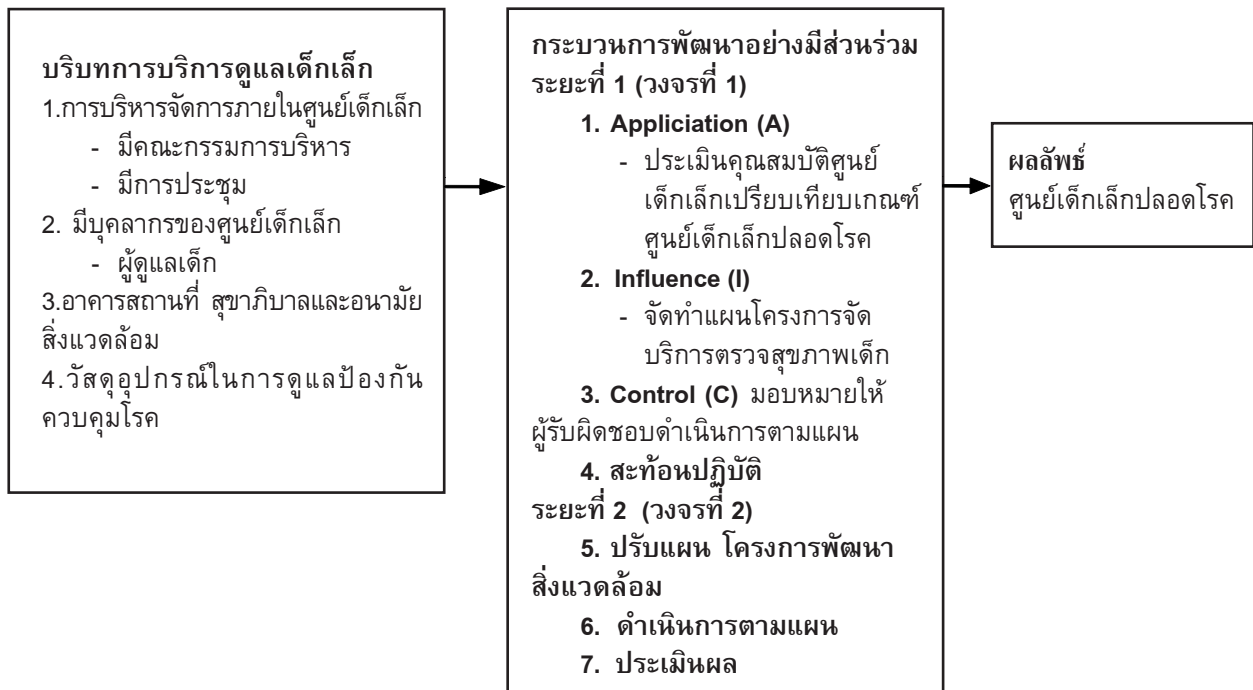 บริบทการบริการดูแลเด็กเล็ก
1.การบริหารจัดการภายในศูนย์เด็กเล็ก
- มีคณะกรรมการบริหาร
- มีการประชุม
2. มีบุคลากรของศูนย์เด็กเล็ก
- ผู้ดูแลเด็ก
3.อาคารสถานที่ สุขาภิบาลและอนามัย
สิ่งแวดล้อม
4.วัสดุอุปกรณ์ในการดูแลป้องกัน
ควบคุมโรค
กระบวนการพัฒนาอย่างมีส่วนร่วม
ระยะที่ 1 (วงจรที่ 1)
1. Appliciation (A)
- ประเมินคุณสมบัติศูนย์
เด็กเล็กเปรียบเทียบเกณฑ์
ศูนย์เด็กเล็กปลอดโรค
2. Influence (I)
- จัดทำแผนโครงการจัด
บริการตรวจสุขภาพเด็ก
3. Control (C) มอบหมายให้
ผู้รับผิดชอบดำเนินการตามแผน
4. สะท้อนปฏิบัติ
ระยะที่ 2 (วงจรที่ 2)
5. ปรับแผน โครงการพัฒนา
สิ่งแวดล้อม
6. ดำเนินการตามแผน
7. ประเมินผล
ผลลัพธ์
ศูนย์เด็กเล็กปลอดโรค